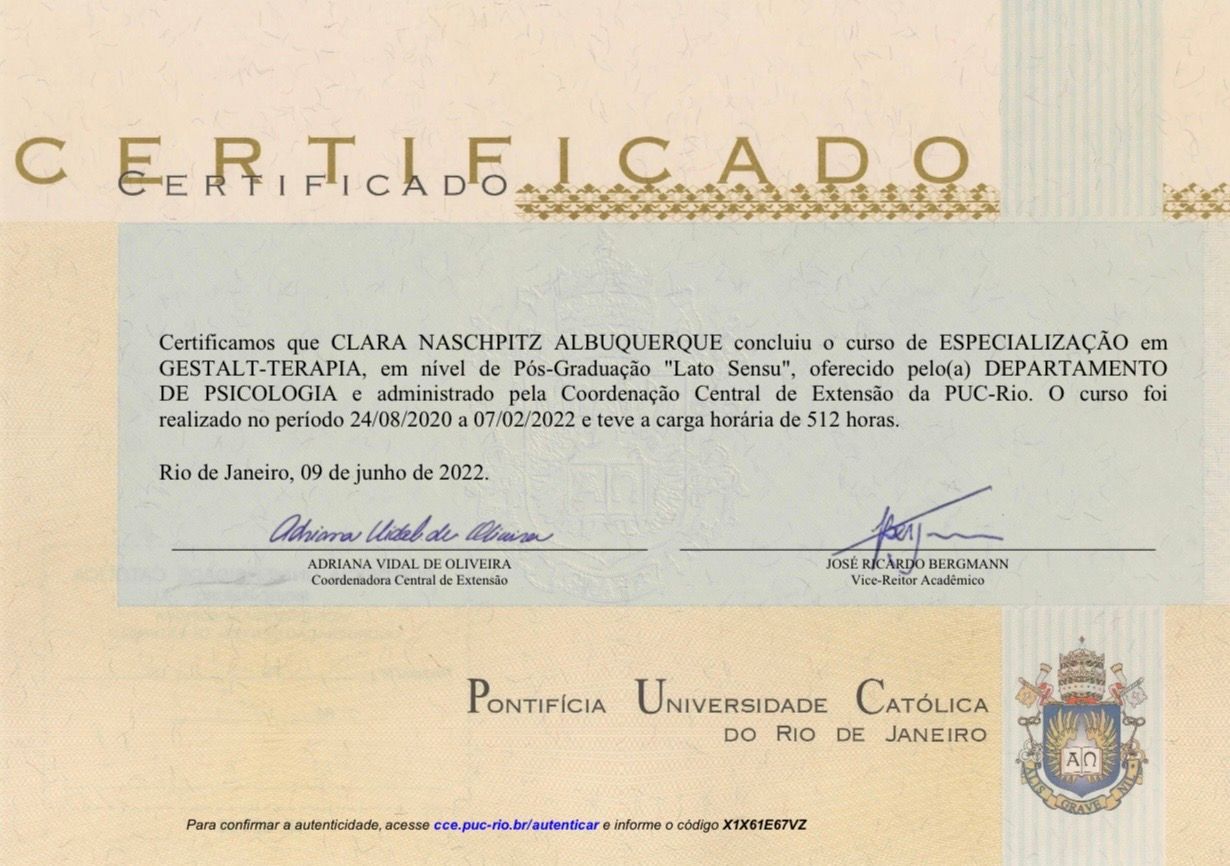 CERTIFICADO
CERTIFICADO
Certificamos que CLARA NASCHPITZ ALBUQUERQUE concluiu o curso de ESPECIALIZAÇÃO em
GESTALT-TERAPIA, em nível de Pós-Graduação "Lato Sensu", oferecido pelo(a) DEPARTAMENTO
DE PSICOLOGIA e administrado pela Coordenação Central de Extensão da PUC-Rio. O curso foi
realizado no período 24/08/2020 a 07/02/2022 e teve a carga horária de 512 horas.
Rio de Janeiro, 09 de junho de 2022.
Adriana Vidal de Oliveira
ADRIANA VIDAL DE OLIVEIRA
Coordenadora Central de Extensão
JOSÉ RICARDO BERGMANN
Vice-Reitor Acadêmico
PONTIFÍCIA UNIVERSIDADE CATÓLICA
DO RIO DE JANEIRO
ΑΩ
ALIS GRAVE NIL
Para confirmar a autenticidade, acesse cce.puc-rio.br/autenticar e informe o código X1X61E67VZ